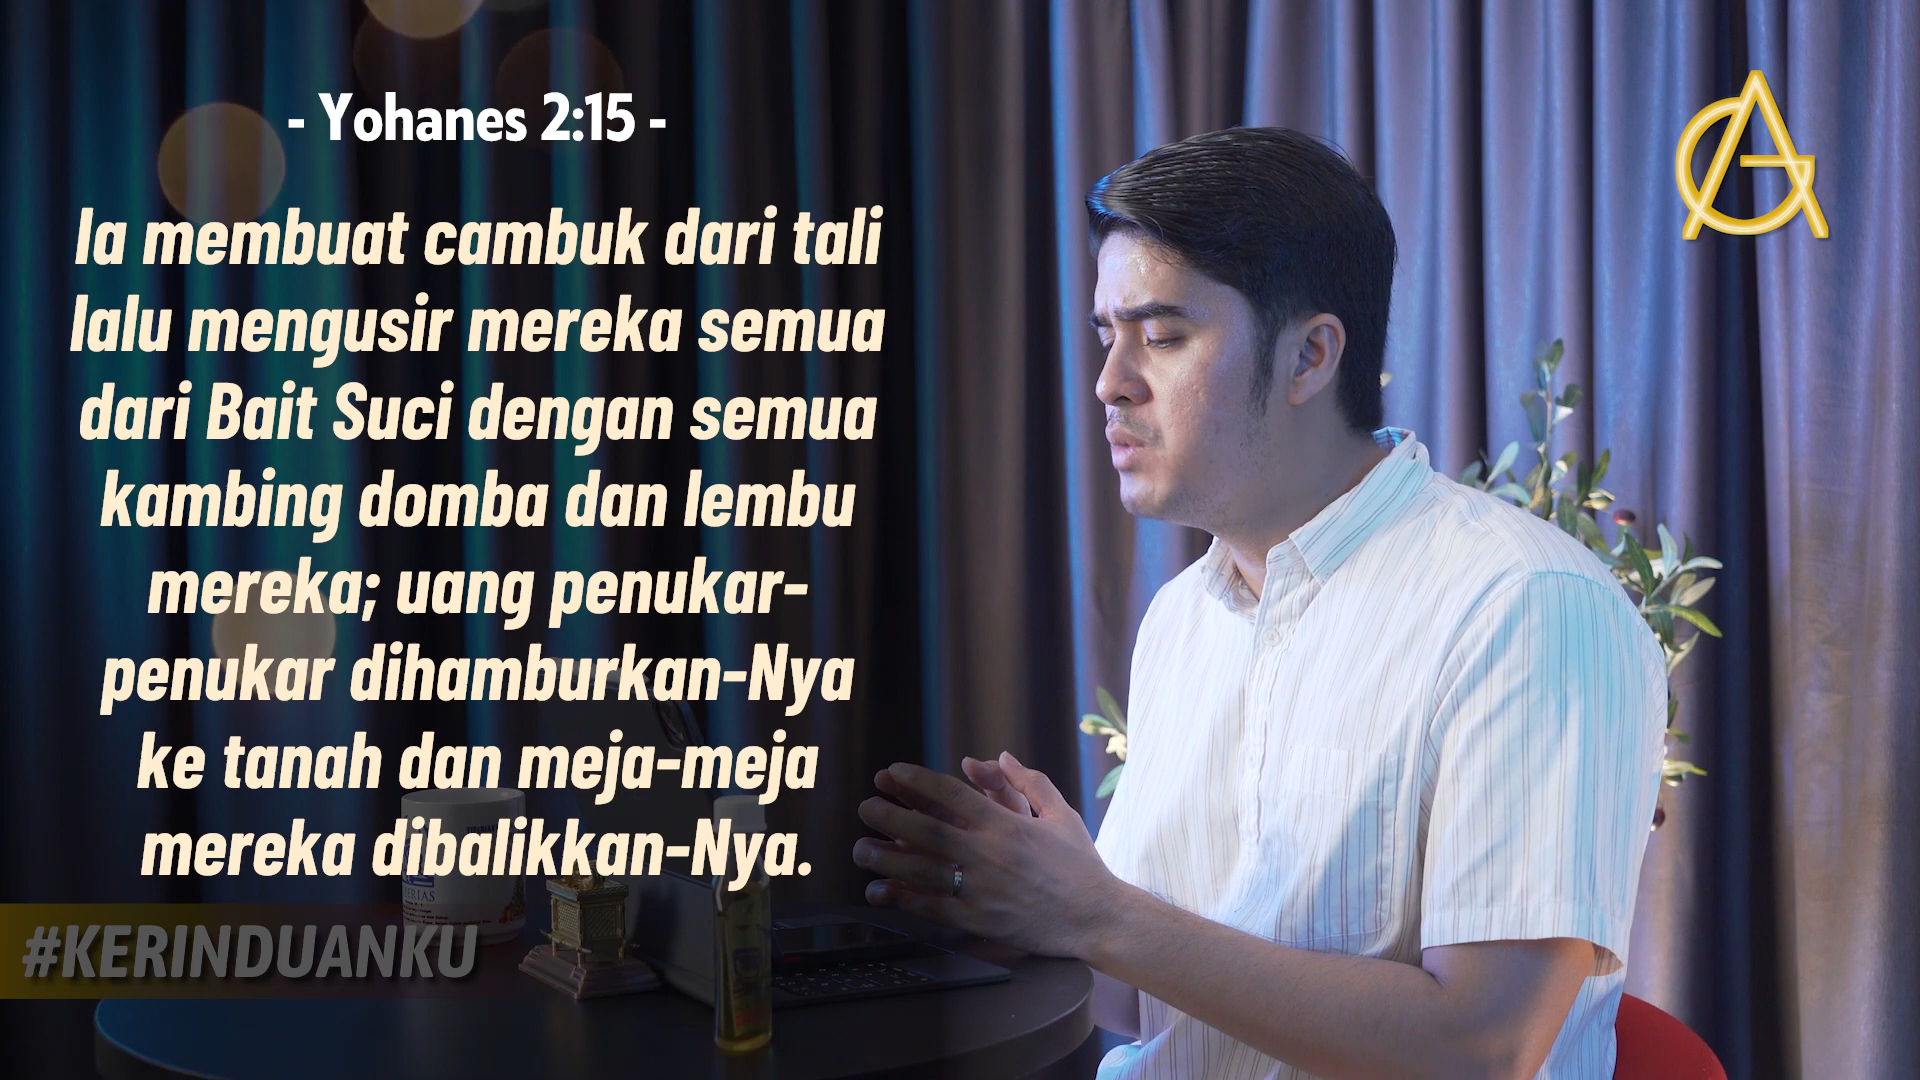 - Yohanes 2:15 -
Ia membuat cambuk dari tali
lalu mengusir mereka semua
dari Bait Suci dengan semua
kambing domba dan lembu
mereka; uang penukar-
penukar dihamburkan-Nya
ke tanah dan meja-meja
mereka dibalikkan-Nya.
#KERINDUANKU